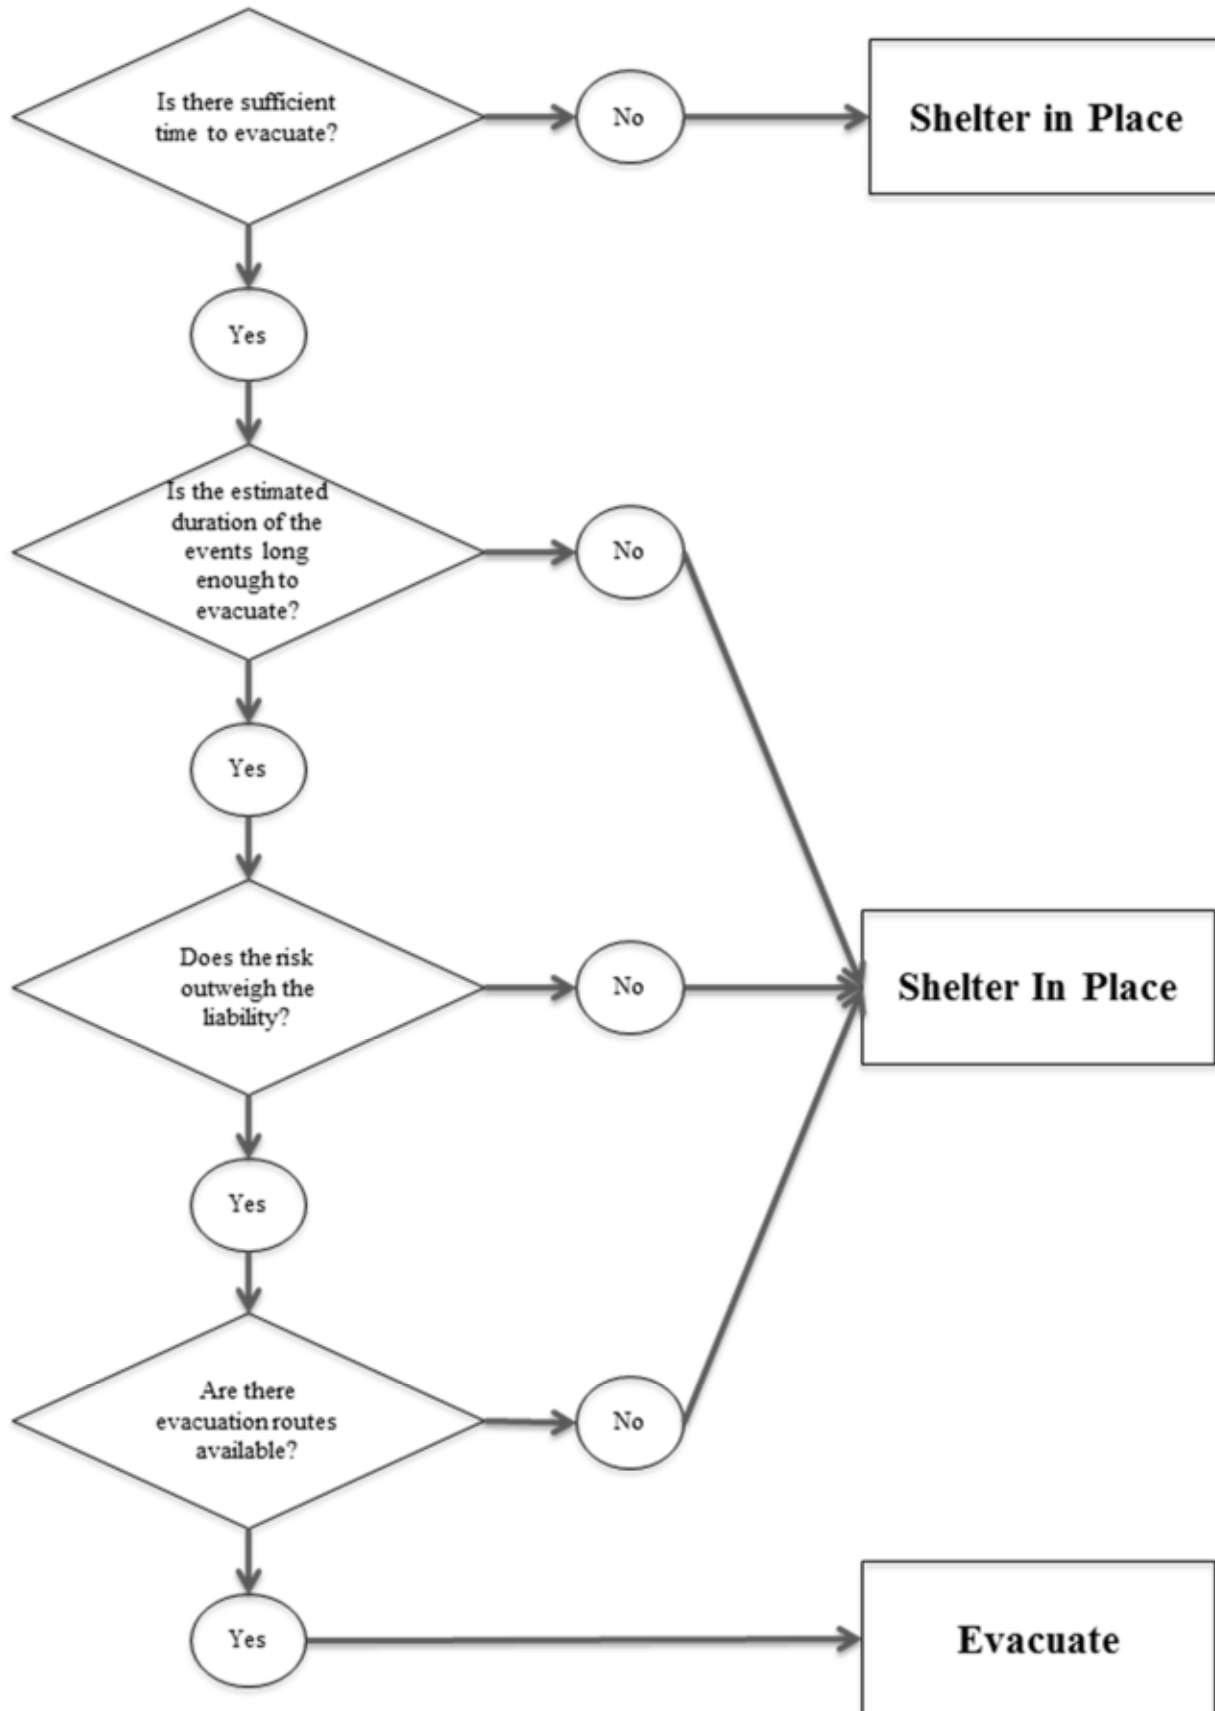 Is there sufficient
time to evacuate?
No
Shelter in Place
Yes
Is the estimated
duration of the
events long
enough to
evacuate?
No
Yes
Does the risk
outweigh the
liability?
No
Shelter In Place
Yes
Are there
evacuation routes
available?
No
Yes
Evacuate